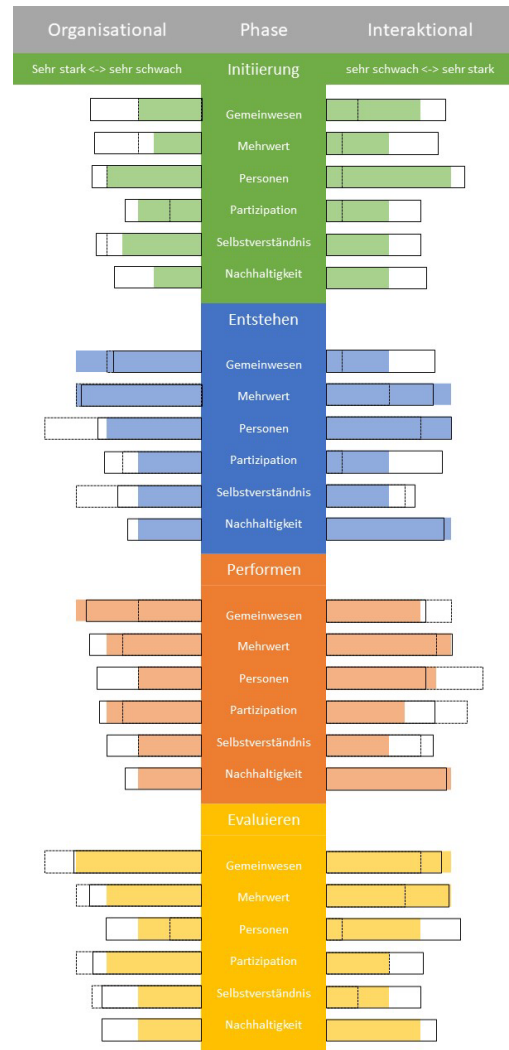 Organisational Phase Interaktional
Sehr stark <-> sehr schwach Initiierung sehr schwach <-> sehr stark
Gemeinwesen
Mehrwert
Personen
Partizipation
Selbstverständnis
Nachhaltigkeit
Entstehen
Gemeinwesen
Mehrwert
Personen
Partizipation
Selbstverständnis
Nachhaltigkeit
Performen
Gemeinwesen
Mehrwert
Personen
Partizipation
Selbstverständnis
Nachhaltigkeit
Evaluieren
Gemeinwesen
Mehrwert
Personen
Partizipation
Selbstverständnis
Nachhaltigkeit